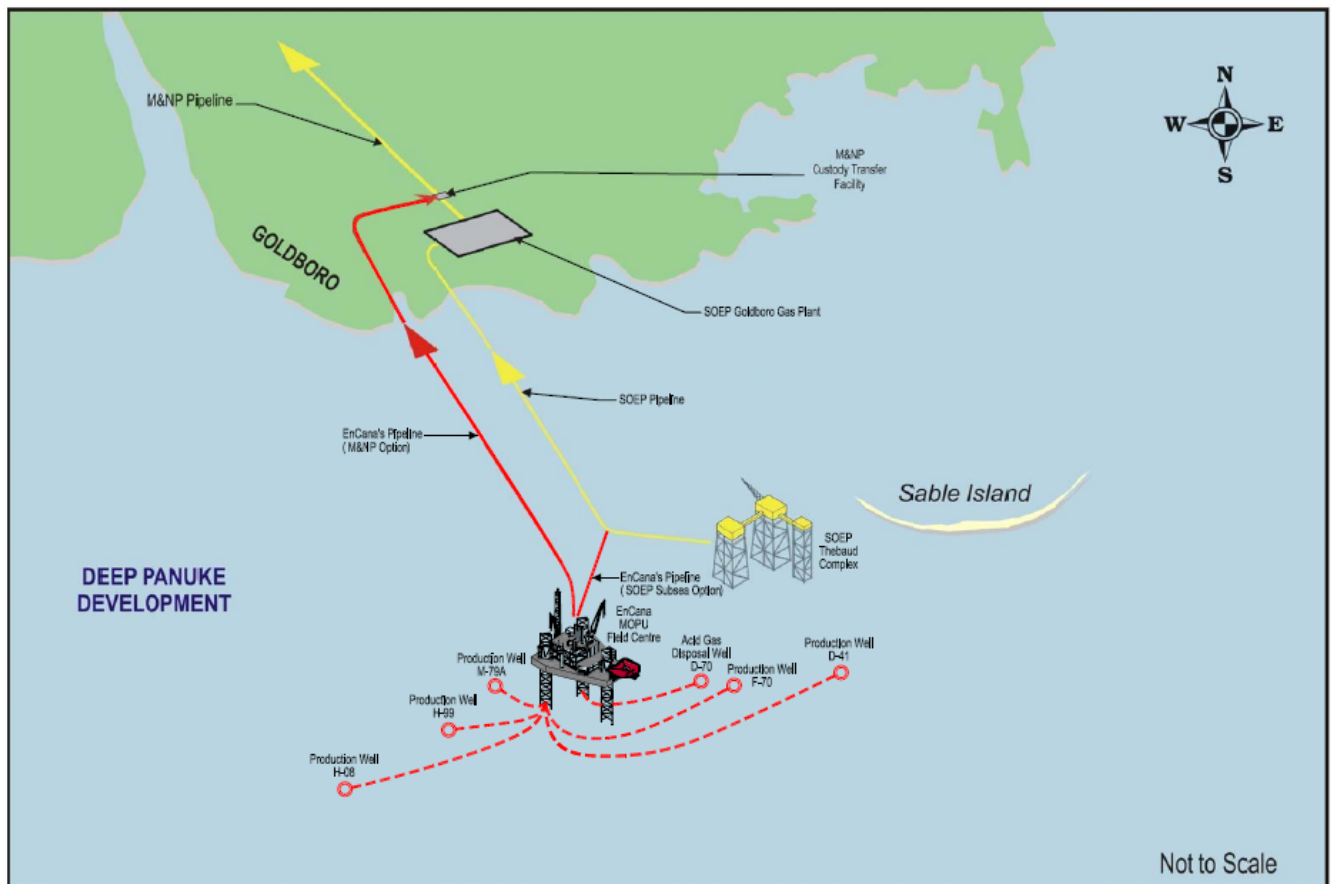 N
M&NP Pipeline
W
E
M&NP
Custody Transfer
Facility
S
GOLDBORO
SOEP Goldboro Gas Plant
SOEP Pipeline
EnCana's Pipeline
( M&NP Option)
Sable Island
SOEP
Thebaud
Complex
DEEP PANUKE
DEVELOPMENT
EnCana's Pipeline
( SOEP Subsea Option)
EnCana
MOPU
Field Centre
Acid Gas
Disposal Well
D-70
Production Well
D-41
Production Well
M-79A
Production Well
F-70
Production Well
H-99
Production Well
H-08
Not to Scale